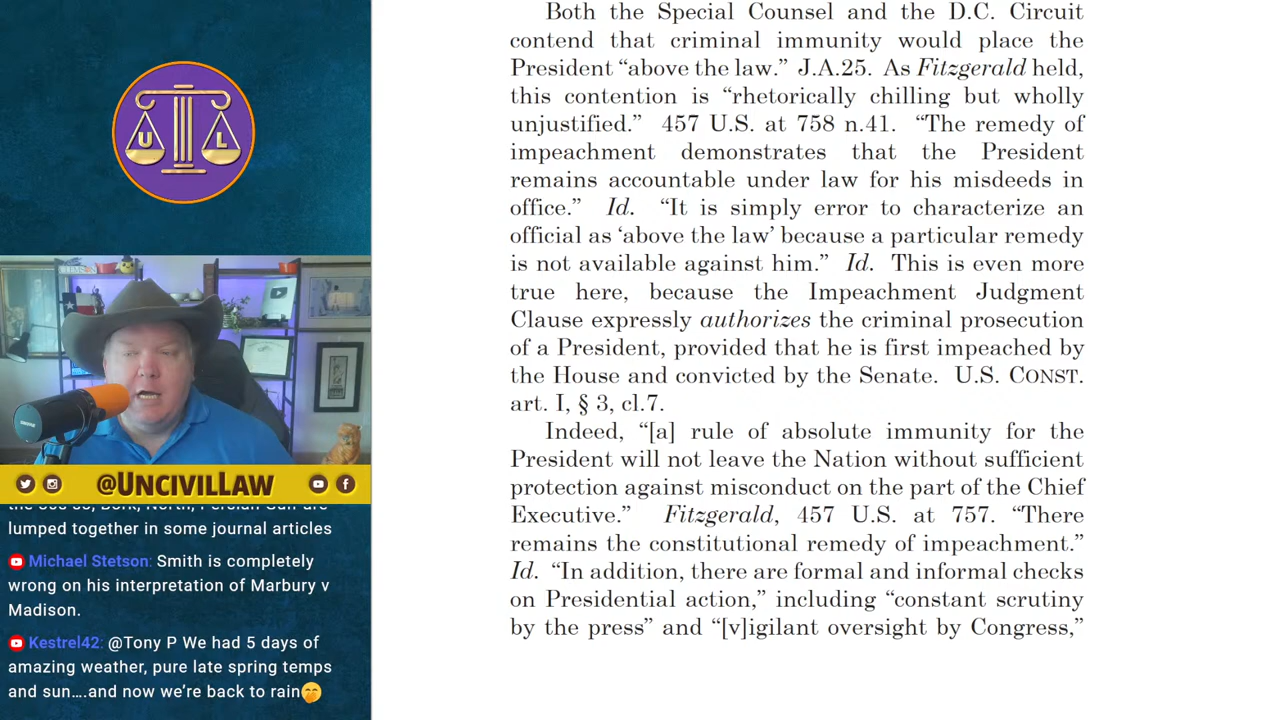 U L
@UNCIVILLAW
lumped together in some journal articles
Michael Stetson: Smith is completely
wrong on his interpretation of Marbury v
Madison.
Kestrel42: @Tony P We had 5 days of
amazing weather, pure late spring temps
and sun....and now we're back to rain🤭
Both the Special Counsel and the D.C. Circuit
contend that criminal immunity would place the
President “above the law.” J.A.25. As Fitzgerald held,
this contention is “rhetorically chilling but wholly
unjustified.” 457 U.S. at 758 n.41. “The remedy of
impeachment demonstrates that the President
remains accountable under law for his misdeeds in
office.” Id. “It is simply error to characterize an
official as ‘above the law’ because a particular remedy
is not available against him.” Id. This is even more
true here, because the Impeachment Judgment
Clause expressly authorizes the criminal prosecution
of a President, provided that he is first impeached by
the House and convicted by the Senate. U.S. CONST.
art. I, § 3, cl.7.
Indeed, “[a] rule of absolute immunity for the
President will not leave the Nation without sufficient
protection against misconduct on the part of the Chief
Executive.” Fitzgerald, 457 U.S. at 757. “There
remains the constitutional remedy of impeachment.”
Id. “In addition, there are formal and informal checks
on Presidential action,” including “constant scrutiny
by the press” and “[v]igilant oversight by Congress,”